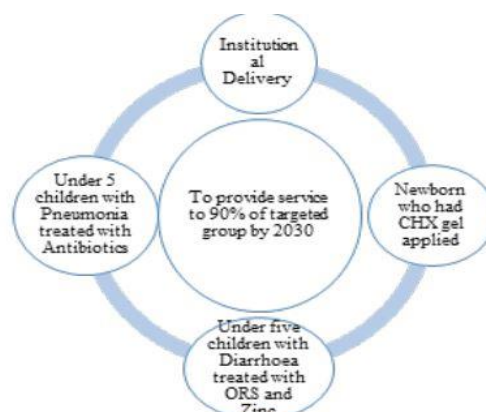 Institution
al
Delivery
Under 5
children with
Pneumonia
treated with
Antibiotics
To provide service
to 90% of targeted
group by 2030
Newborn
who had
CHX gel
applied
Under five
children with
Diarrhoea
treated with
ORS and
Zinc